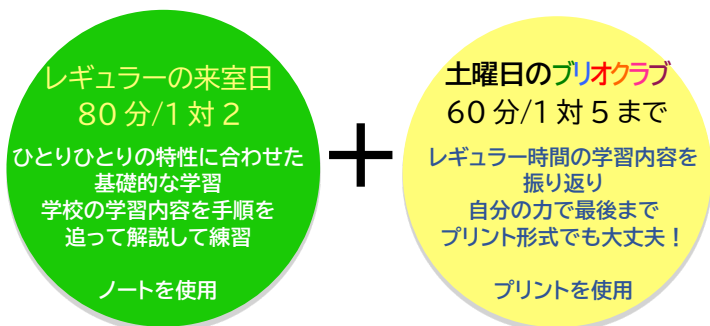 レギュラーの来室日
80分/1対2
ひとりひとりの特性に合わせた
基礎的な学習
学校の学習内容を手順を
追って解説して練習
ノートを使用
+
土曜日のブリオクラブ
60分/1対5まで
レギュラー時間の学習内容を
振り返り
自分の力で最後まで
プリント形式でも大丈夫！
プリントを使用